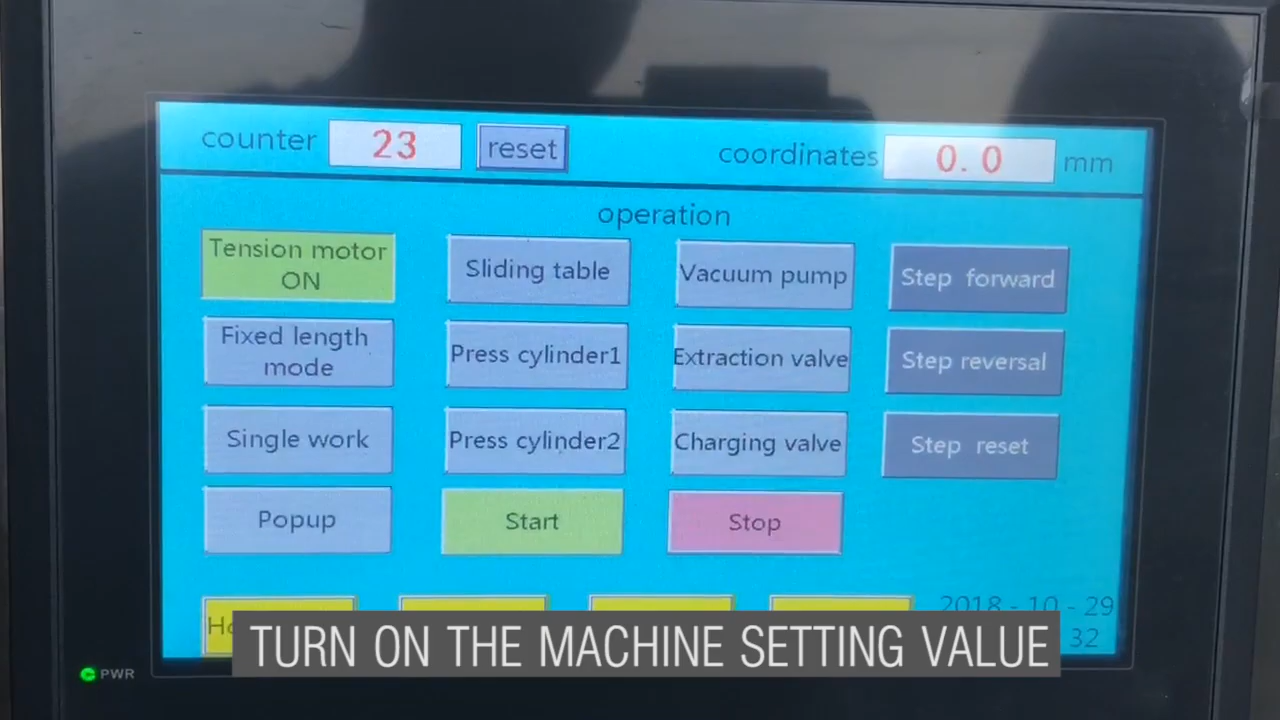 counter 23 reset coordinates 0.0 mm
operation
Tension motor
ON
Sliding table
Vacuum pump
Step forward
Fixed length
mode
Press cylinder1
Extraction valve
Step reversal
Single work
Press cylinder2
Charging valve
Step reset
Popup
Start
Stop
2018-10-29
32
TURN ON THE MACHINE SETTING VALUE
PWR